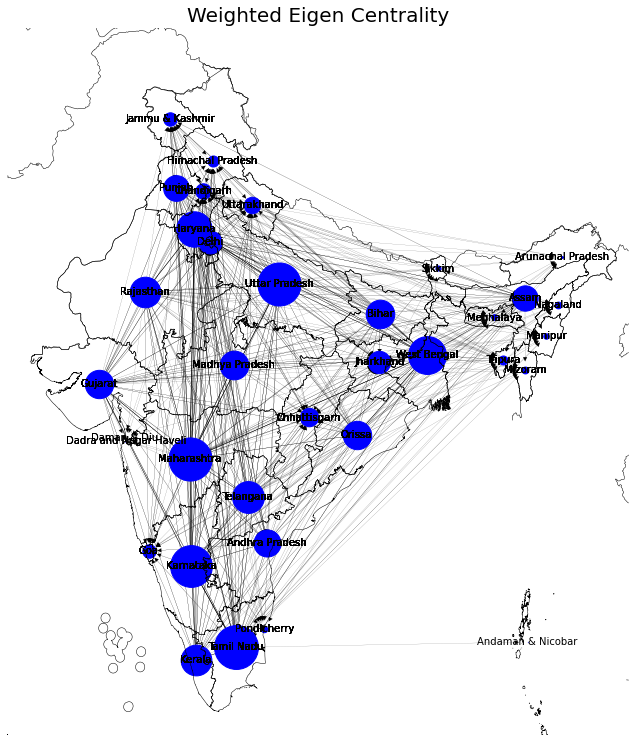 Weighted Eigen Centrality
Jammu & Kashmir
Himachal Pradesh
Punjab
Chandigarh
Uttarakhand
Haryana
Delhi
Arunachal Pradesh
Sikkim
Uttar Pradesh
Rajasthan
Assam
Nagaland
Bihar
Meghalaya
Manipur
West Bengal
Jharkhand
Tripura
Madhya Pradesh
Mizoram
Gujarat
Chhattisgarh
Orissa
Daman & Diu
Dadra and Nagar Haveli
Maharashtra
Telangana
Andhra Pradesh
Goa
Karnataka
Pondicherry
Andaman & Nicobar
Tamil Nadu
Kerala